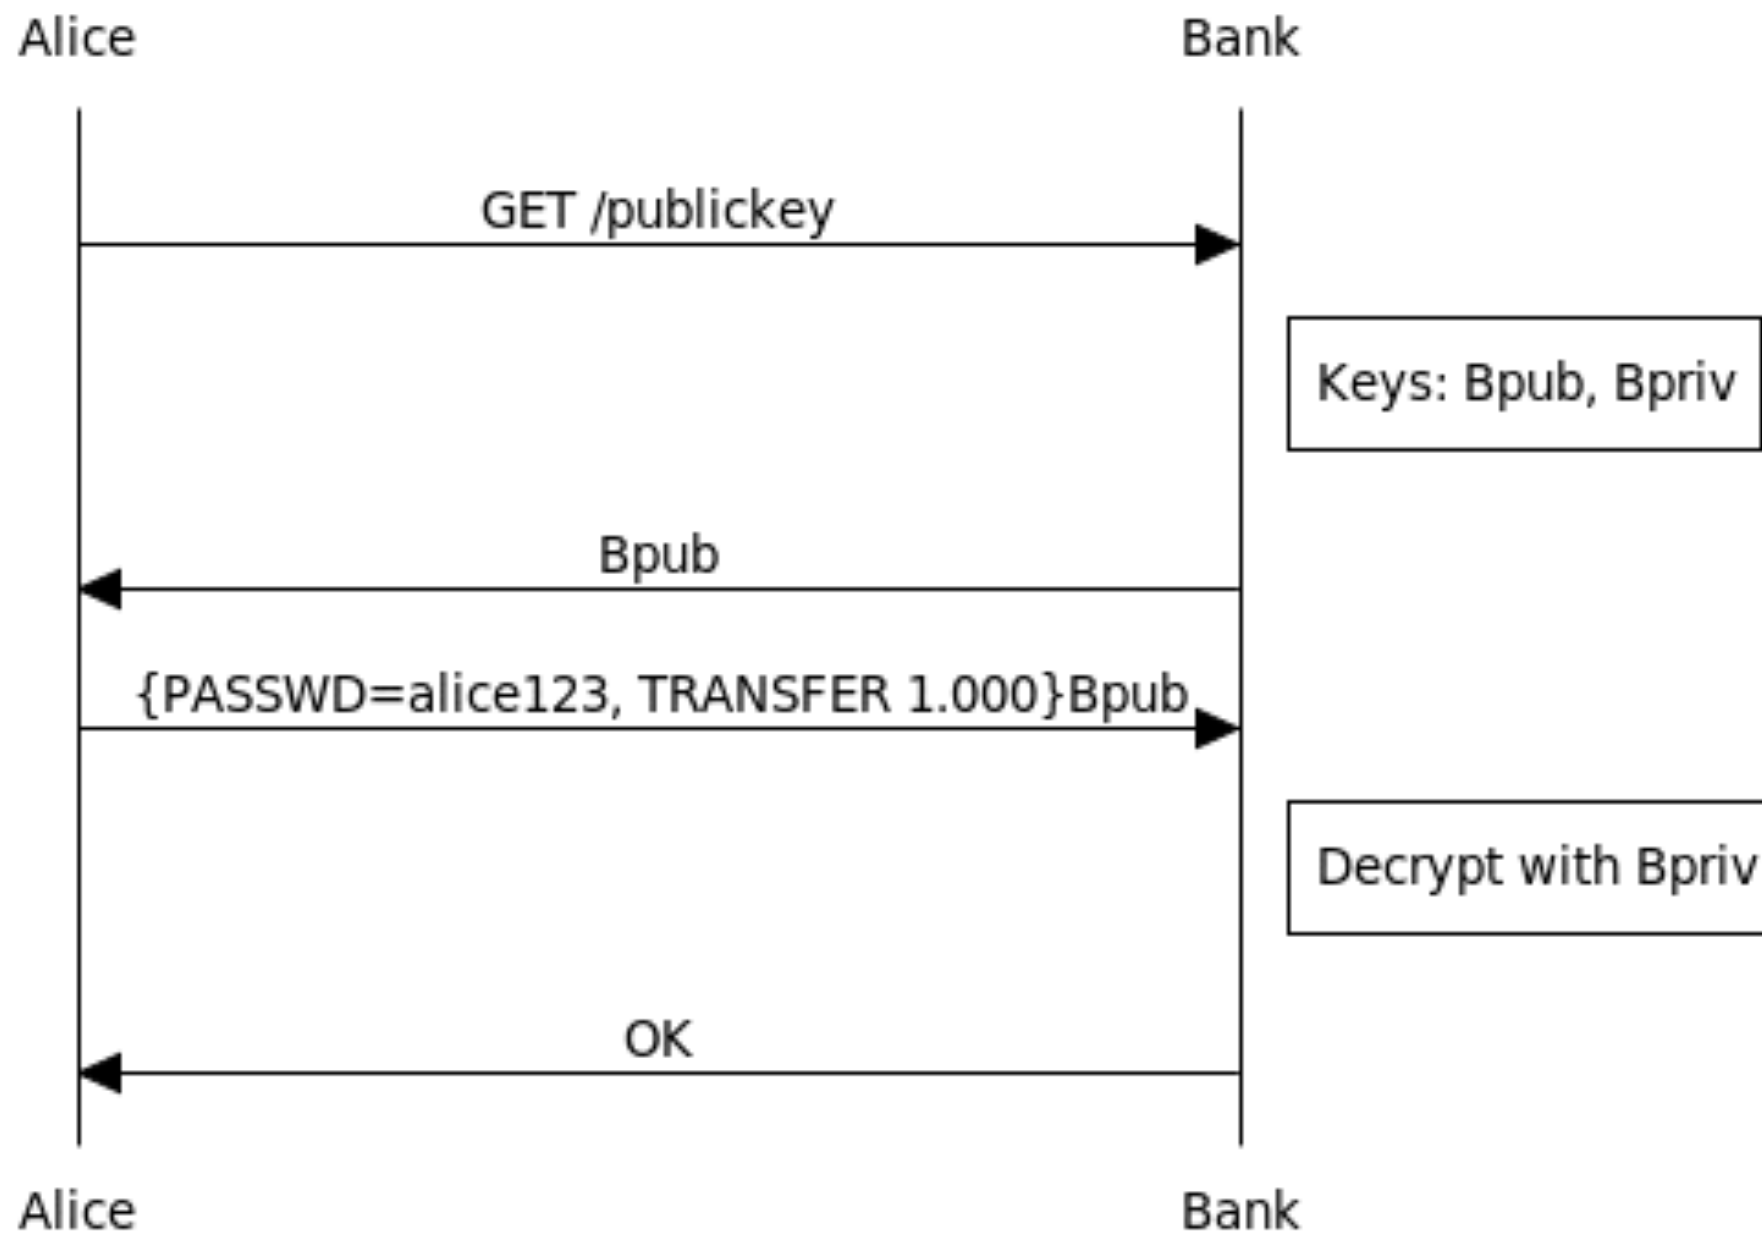 Alice
Bank
GET /publickey
Keys: Bpub, Bpriv
Bpub
{PASSWD=alice123, TRANSFER 1.000}Bpub
Decrypt with Bpriv
OK
Alice
Bank